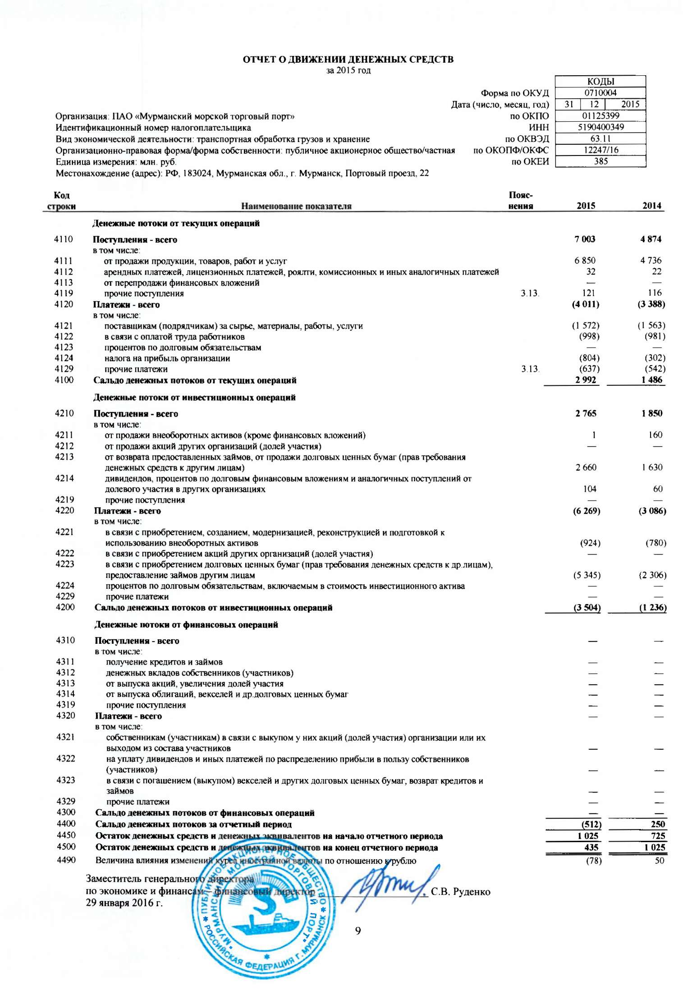 ОТЧЕТ О ДВИЖЕНИИ ДЕНЕЖНЫХ СРЕДСТВ
за 2015 год
КОДЫ
Форма по ОКУД 0710004
Дата (число, месяц, год) 31 12 2015
Организация: ПАО «Мурманский морской торговый порт» по ОКПО 01125399
Идентификационный номер налогоплательщика ИНН 5190400349
Вид экономической деятельности: транспортная обработка грузов и хранение по ОКВЭД 63.11
Организационно-правовая форма/форма собственности: публичное акционерное общество/частная по ОКОПФ/ОКФС 12247/16
Единица измерения: млн. руб. по ОКЕИ 385
Местонахождение (адрес): РФ, 183024, Мурманская обл., г. Мурманск, Портовый проезд, 22
Код Пояс-
строки Наименование показателя нения 2015 2014
Денежные потоки от текущих операций
4110 Поступления - всего 7 003 4 874
в том числе:
4111 от продажи продукции, товаров, работ и услуг 6 850 4 736
4112 арендных платежей, лицензионных платежей, роялти, комиссионных и иных аналогичных платежей 32 22
4113 от перепродажи финансовых вложений — —
4119 прочие поступления 3.13. 121 116
4120 Платежи - всего (4 011) (3 388)
в том числе:
4121 поставщикам (подрядчикам) за сырье, материалы, работы, услуги (1 572) (1 563)
4122 в связи с оплатой труда работников (998) (981)
4123 процентов по долговым обязательствам — —
4124 налога на прибыль организации (804) (302)
4129 прочие платежи 3.13. (637) (542)
4100 Сальдо денежных потоков от текущих операций 2 992 1 486
Денежные потоки от инвестиционных операций
4210 Поступления - всего 2 765 1 850
в том числе:
4211 от продажи внеоборотных активов (кроме финансовых вложений) 1 160
4212 от продажи акций других организаций (долей участия) — —
4213 от возврата предоставленных займов, от продажи долговых ценных бумаг (прав требования
денежных средств к другим лицам) 2 660 1 630
4214 дивидендов, процентов по долговым финансовым вложениям и аналогичных поступлений от
долевого участия в других организациях 104 60
4219 прочие поступления — —
4220 Платежи - всего (6 269) (3 086)
в том числе:
4221 в связи с приобретением, созданием, модернизацией, реконструкцией и подготовкой к
использованию внеоборотных активов (924) (780)
4222 в связи с приобретением акций других организаций (долей участия) — —
4223 в связи с приобретением долговых ценных бумаг (прав требования денежных средств к др.лицам),
предоставление займов другим лицам (5 345) (2 306)
4224 процентов по долговым обязательствам, включаемым в стоимость инвестиционного актива — —
4229 прочие платежи — —
4200 Сальдо денежных потоков от инвестиционных операций (3 504) (1 236)
Денежные потоки от финансовых операций
4310 Поступления - всего — —
в том числе:
4311 получение кредитов и займов — —
4312 денежных вкладов собственников (участников) — —
4313 от выпуска акций, увеличения долей участия — —
4314 от выпуска облигаций, векселей и др.долговых ценных бумаг — —
4319 прочие поступления — —
4320 Платежи - всего — —
в том числе:
4321 собственникам (участникам) в связи с выкупом у них акций (долей участия) организации или их
выходом из состава участников — —
4322 на уплату дивидендов и иных платежей по распределению прибыли в пользу собственников
(участников) — —
4323 в связи с погашением (выкупом) векселей и других долговых ценных бумаг, возврат кредитов и
займов — —
4329 прочие платежи — —
4300 Сальдо денежных потоков от финансовых операций — —
4400 Сальдо денежных потоков за отчетный период (512) 250
4450 Остаток денежных средств и денежных эквивалентов на начало отчетного периода 1 025 725
4500 Остаток денежных средств и денежных эквивалентов на конец отчетного периода 435 1 025
4490 Величина влияния изменений курса иностранной валюты по отношению к рублю (78) 50
Заместитель генерального директора
по экономике и финансам – финансовый директор С.В. Руденко
29 января 2016 г.
ПУБЛИЧНОЕ АКЦИОНЕРНОЕ ОБЩЕСТВО
* РОССИЙСКАЯ ФЕДЕРАЦИЯ Г. МУРМАНСК *
"МУРМАНСКИЙ МОРСКОЙ ТОРГОВЫЙ ПОРТ"
9